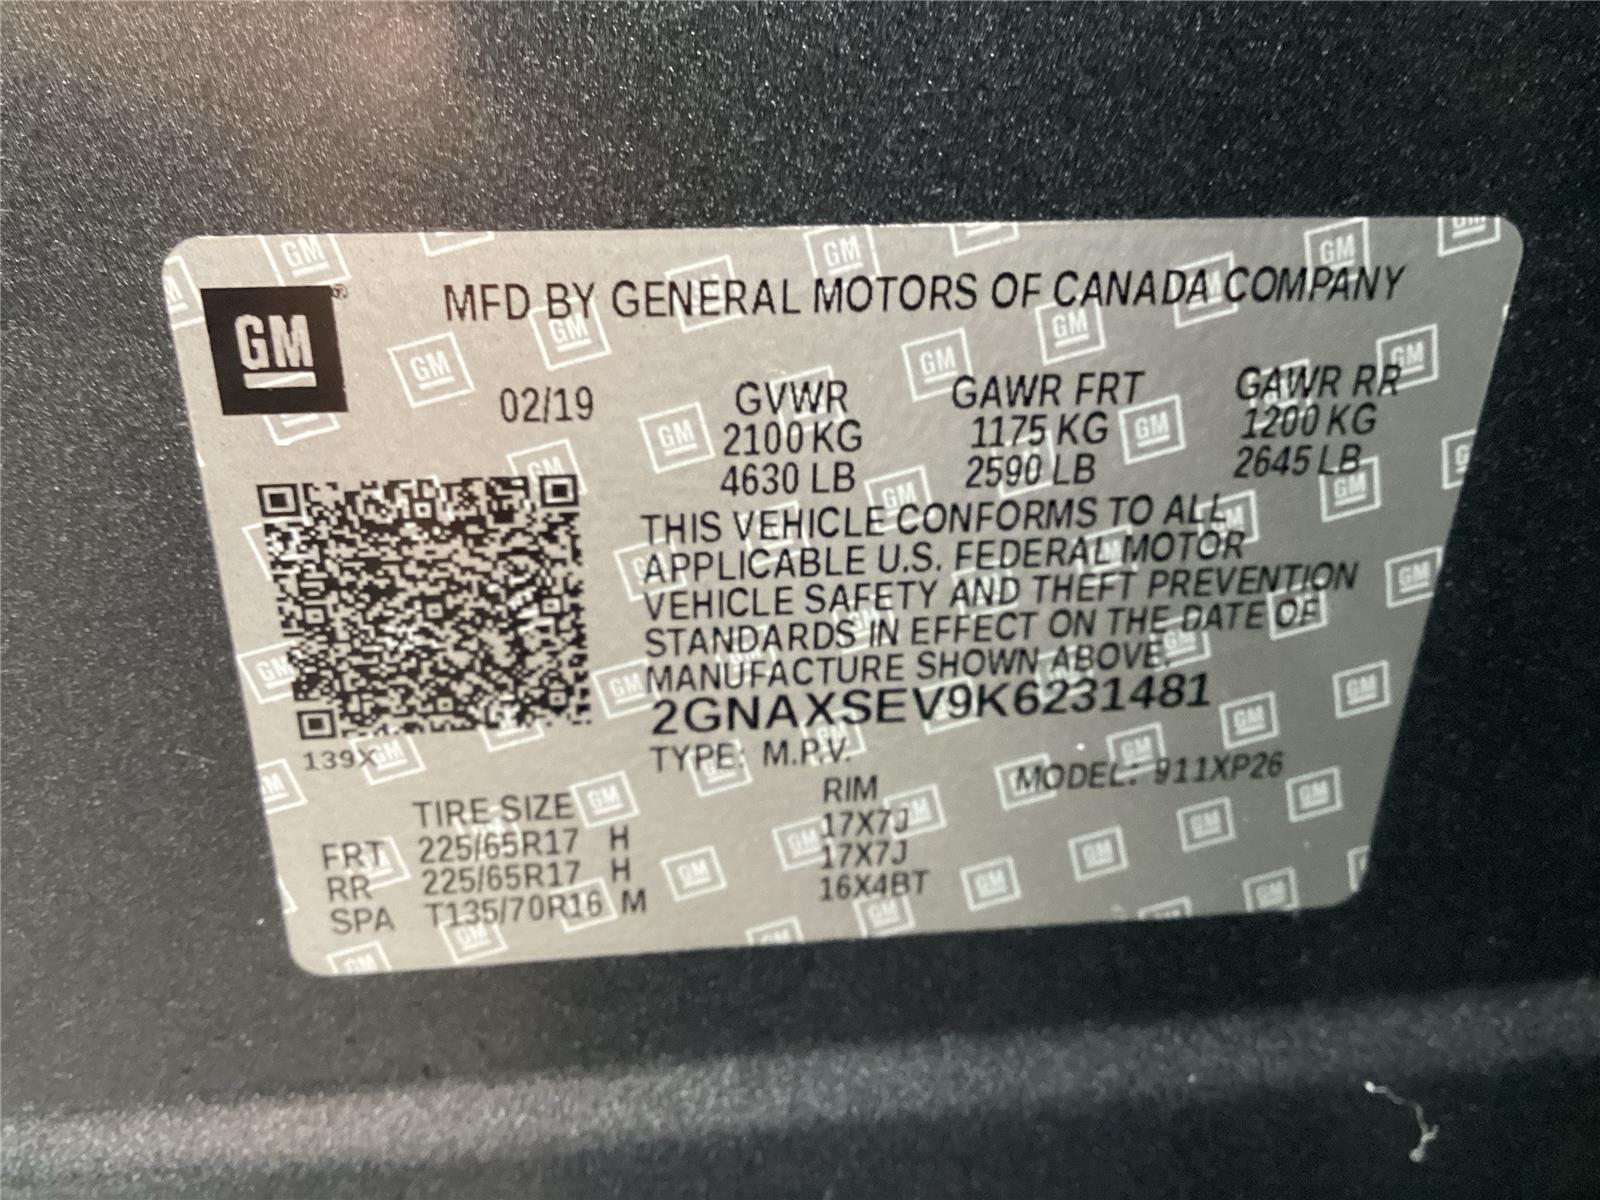 GM
MFD BY GENERAL MOTORS OF CANADA COMPANY
02/19 GVWR GAWR FRT GAWR RR
2100 KG 1175 KG 1200 KG
4630 LB 2590 LB 2645 LB
THIS VEHICLE CONFORMS TO ALL
APPLICABLE U.S. FEDERAL MOTOR
VEHICLE SAFETY AND THEFT PREVENTION
STANDARDS IN EFFECT ON THE DATE OF
MANUFACTURE SHOWN ABOVE.
2GNAXSEV9K6231481
139X
TYPE: M.P.V. MODEL: 911XP26
TIRE SIZE RIM
FRT 225/65R17 H 17X7J
RR 225/65R17 H 17X7J
SPA T135/70R16 M 16X4BT